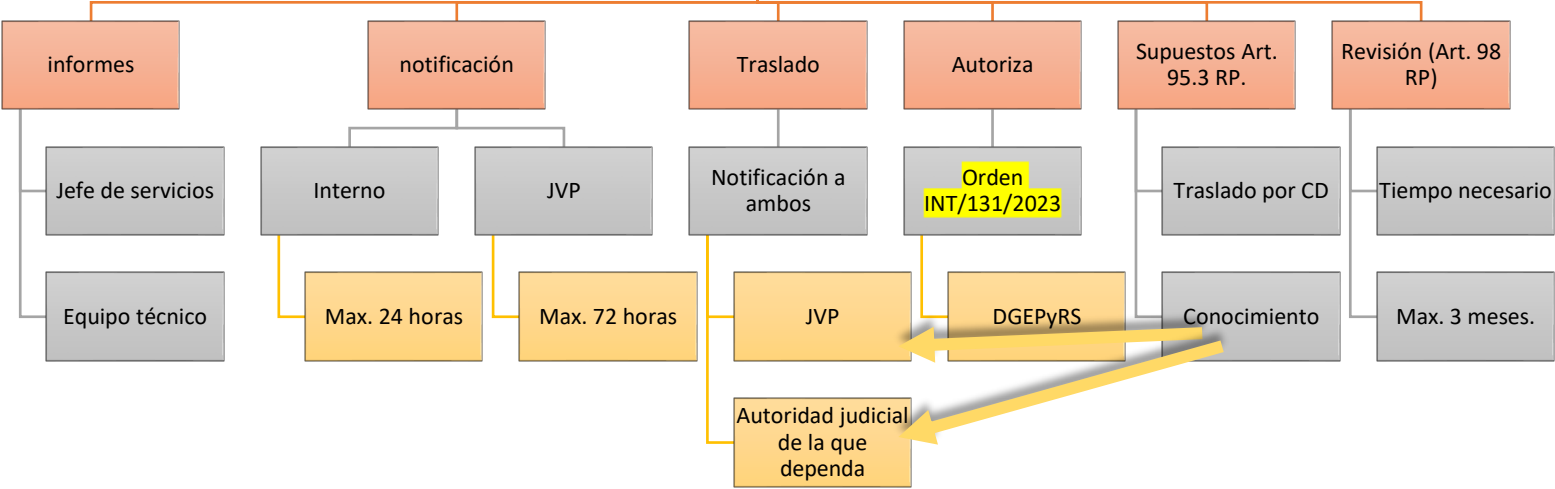 informes
notificación
Traslado
Autoriza
Supuestos Art.
95.3 RP.
Revisión (Art. 98
RP)
Jefe de servicios
Interno
JVP
Notificación a
ambos
Orden
INT/131/2023
Traslado por CD
Tiempo necesario
Equipo técnico
Max. 24 horas
Max. 72 horas
JVP
DGEPyRS
Conocimiento
Max. 3 meses.
Autoridad judicial
de la que
dependa